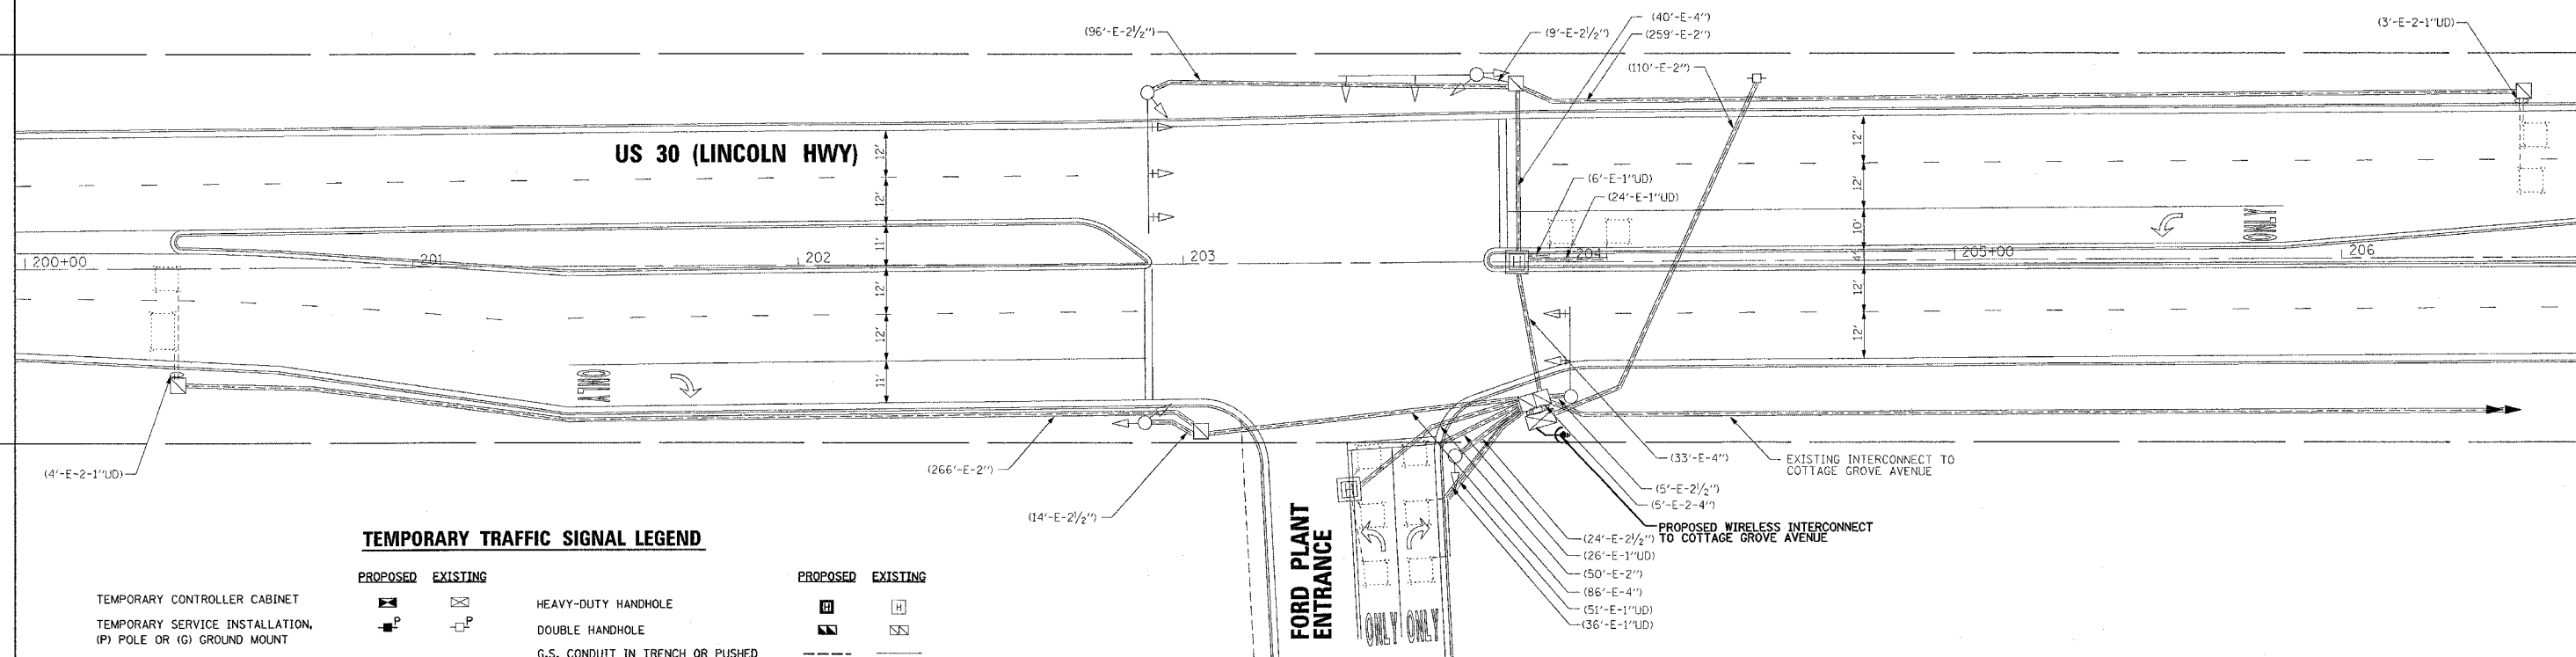 (96'-E-2½")
(9'-E-2½")
(40'-E-4")
(259'-E-2")
(110'-E-2")
(3'-E-2-1"UD)
US 30 (LINCOLN HWY)
12'
12'
11'
12'
12'
11'
(6'-E-1"UD)
(24'-E-1"UD)
12'
12'
10'
4'
12'
12'
ONLY
200+00
201
202
203
204
205+00
206
H
ONLY
(4'-E-2-1"UD)
(266'-E-2")
(14'-E-2½")
H
(33'-E-4")
EXISTING INTERCONNECT TO
COTTAGE GROVE AVENUE
(5'-E-2½")
(5'-E-2-4")
PROPOSED WIRELESS INTERCONNECT
TO COTTAGE GROVE AVENUE
(24'-E-2½")
(26'-E-1"UD)
(50'-E-2")
(86'-E-4")
(51'-E-1"UD)
(36'-E-1"UD)
FORD PLANT
ENTRANCE
ONLY ONLY
TEMPORARY TRAFFIC SIGNAL LEGEND
PROPOSED EXISTING
PROPOSED EXISTING
TEMPORARY CONTROLLER CABINET
TEMPORARY SERVICE INSTALLATION,
(P) POLE OR (G) GROUND MOUNT
P P
HEAVY-DUTY HANDHOLE
H H
DOUBLE HANDHOLE
G.S. CONDUIT IN TRENCH OR PUSHED